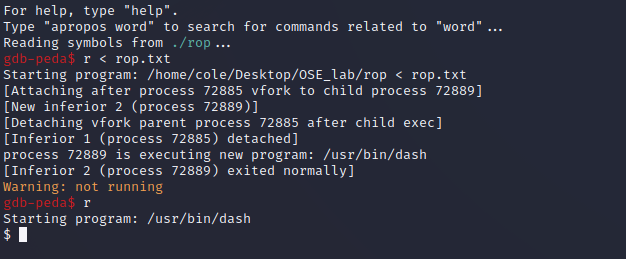 For help, type "help".
Type "apropos word" to search for commands related to "word"...
Reading symbols from ./rop...
gdb-peda$ r < rop.txt
Starting program: /home/cole/Desktop/OSE_lab/rop < rop.txt
[Attaching after process 72885 vfork to child process 72889]
[New inferior 2 (process 72889)]
[Detaching vfork parent process 72885 after child exec]
[Inferior 1 (process 72885) detached]
process 72889 is executing new program: /usr/bin/dash
[Inferior 2 (process 72889) exited normally]
Warning: not running
gdb-peda$ r
Starting program: /usr/bin/dash
$